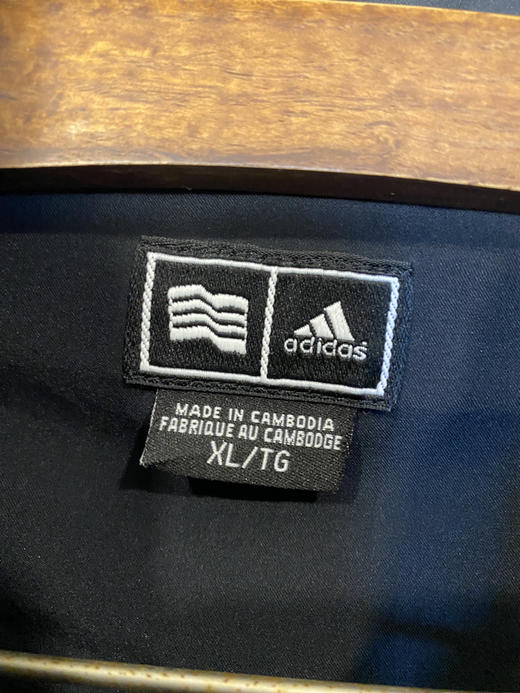 adidas
MADE IN CAMBODIA
FABRIQUE AU CAMBODGE
XL/TG